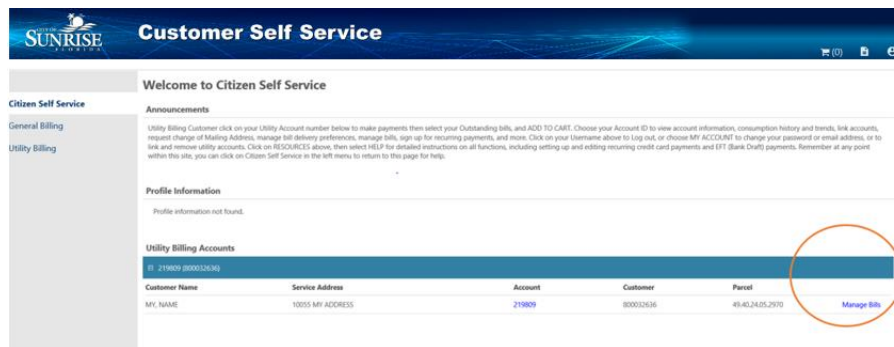 CITY OF
SUNRISE
FLORIDA
Customer Self Service
(0)
Welcome to Citizen Self Service
Citizen Self Service
Announcements
General Billing
Utility Billing Customer click on your Utility Account number below to make payments then select your Outstanding bills, and ADD TO CART. Choose your Account ID to view account information, consumption history and trends, link accounts,
Utility Billing
request change of Mailing Address, manage bill delivery preferences, manage bills, sign up for recurring payments, and more. Click on your Username above to Log out, or choose MY ACCOUNT to change your password or email address, or to
link and remove utility accounts. Click on RESOURCES above, then select HELP for detailed instructions on all functions, including setting up and editing recurring credit card payments and EFT (Bank Draft) payments. Remember at any point
within this site, you can click on Citizen Self Service in the left menu to return to this page for help.
Profile Information
Profile information not found.
Utility Billing Accounts
219809 (800032636)
Customer Name Service Address Account Customer Parcel
MY, NAME 10055 MY ADDRESS 219809 800032636 49.40.24.05.2970 Manage Bills